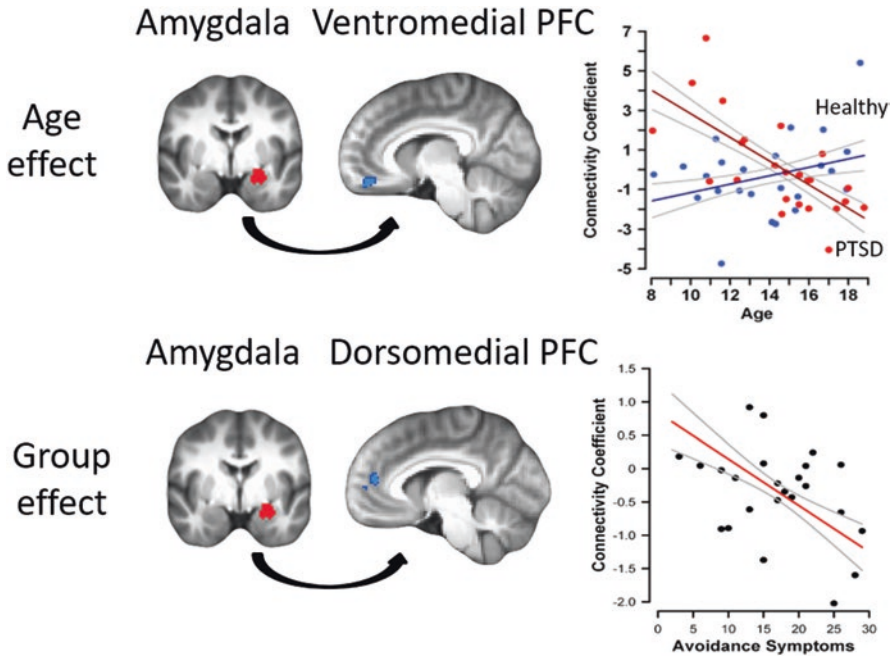 Amygdala Ventromedial PFC
Age
effect
Connectivity Coefficient
7
5
3
1
-1
-3
-5
Healthy
PTSD
8 10 12 14 16 18
Age
Amygdala Dorsomedial PFC
Group
effect
Connectivity Coefficient
1.5
1.0
0.5
0.0
-0.5
-1.0
-1.5
-2.0
0 5 10 15 20 25 30
Avoidance Symptoms